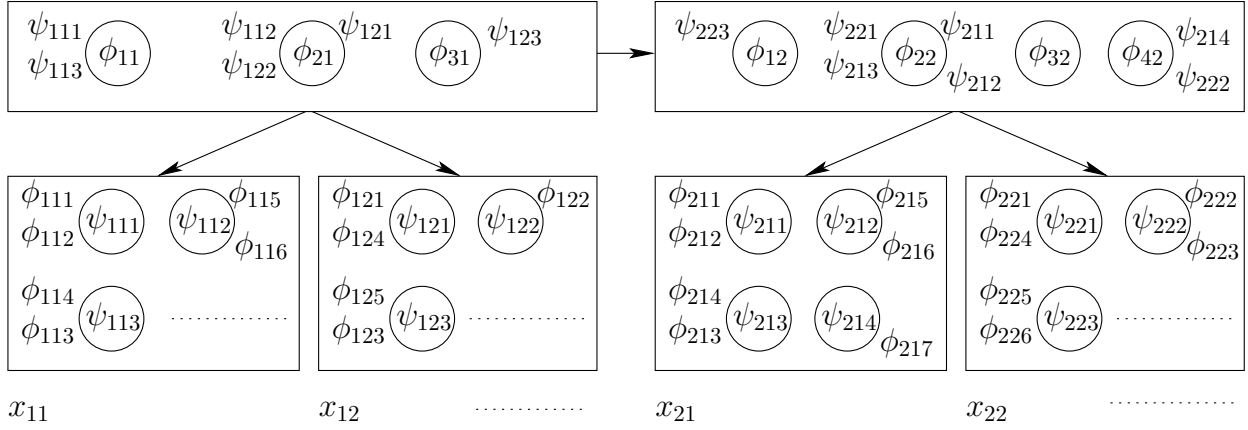 ψ₁₁₁ ψ₁₁₃ ϕ₁₁ ψ₁₁₂ ψ₁₂₂ ϕ₂₁ ψ₁₂₁ ϕ₃₁ ψ₁₂₃
ψ₂₂₃ ϕ₁₂ ψ₂₂₁ ψ₂₁₃ ϕ₂₂ ψ₂₁₁ ψ₂₁₂ ϕ₃₂ ϕ₄₂ ψ₂₁₄ ψ₂₂₂
ϕ₁₁₁ ϕ₁₁₂ ψ₁₁₁ ψ₁₁₂ ϕ₁₁₅ ϕ₁₁₆
ϕ₁₁₄ ϕ₁₁₃ ψ₁₁₃
ϕ₁₂₁ ϕ₁₂₄ ψ₁₂₁ ψ₁₂₂ ϕ₁₂₂
ϕ₁₂₅ ϕ₁₂₃ ψ₁₂₃
ϕ₂₁₁ ϕ₂₁₂ ψ₂₁₁ ψ₂₁₂ ϕ₂₁₅ ϕ₂₁₆
ϕ₂₁₄ ϕ₂₁₃ ψ₂₁₃ ψ₂₁₄ ϕ₂₁₇
ϕ₂₂₁ ϕ₂₂₄ ψ₂₂₁ ψ₂₂₂ ϕ₂₂₂ ϕ₂₂₃
ϕ₂₂₅ ϕ₂₂₆ ψ₂₂₃
x₁₁ x₁₂ x₂₁ x₂₂